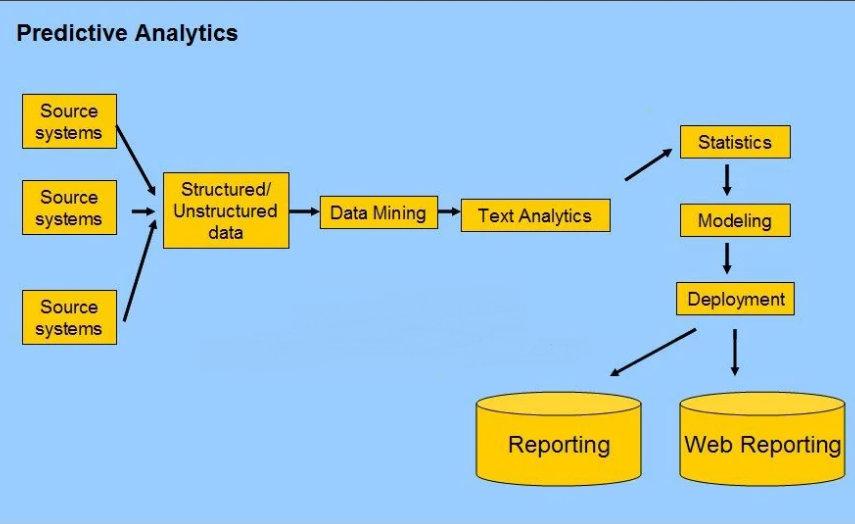 Predictive Analytics
Source
systems
Source
systems
Source
systems
Structured/
Unstructured
data
Data Mining
Text Analytics
Statistics
Modeling
Deployment
Reporting
Web Reporting